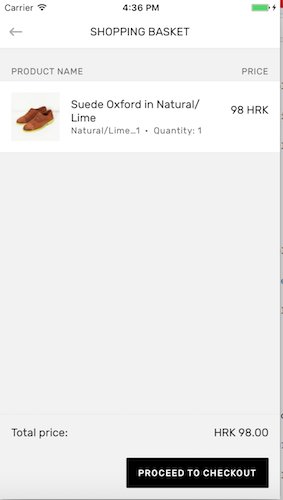 Carrier 4:36 PM
SHOPPING BASKET
PRODUCT NAME PRICE
Suede Oxford in Natural/ 98 HRK
Lime
Natural/Lime...1 • Quantity: 1
Total price: HRK 98.00
PROCEED TO CHECKOUT